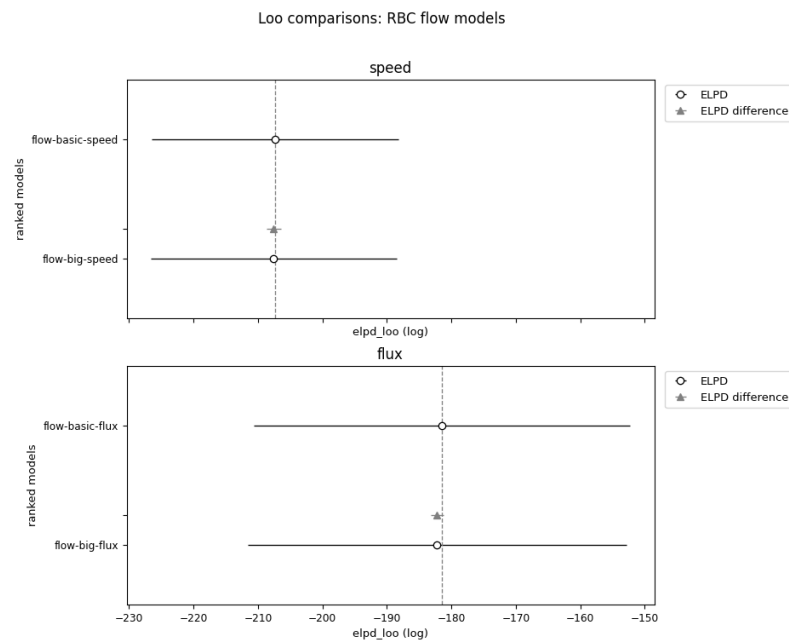 Loo comparisons: RBC flow models
speed
ELPD
ELPD difference
flow-basic-speed
ranked models
flow-big-speed
elpd_loo (log)
flux
ELPD
ELPD difference
flow-basic-flux
ranked models
flow-big-flux
−230 −220 −210 −200 −190 −180 −170 −160 −150
elpd_loo (log)